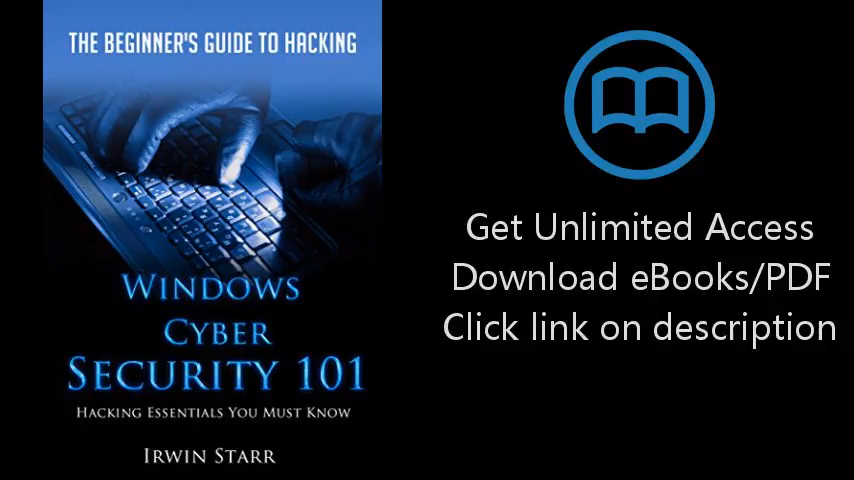 THE BEGINNER'S GUIDE TO HACKING
WINDOWS
CYBER
SECURITY 101
HACKING ESSENTIALS YOU MUST KNOW
IRWIN STARR
Get Unlimited Access
Download eBooks/PDF
Click link on description